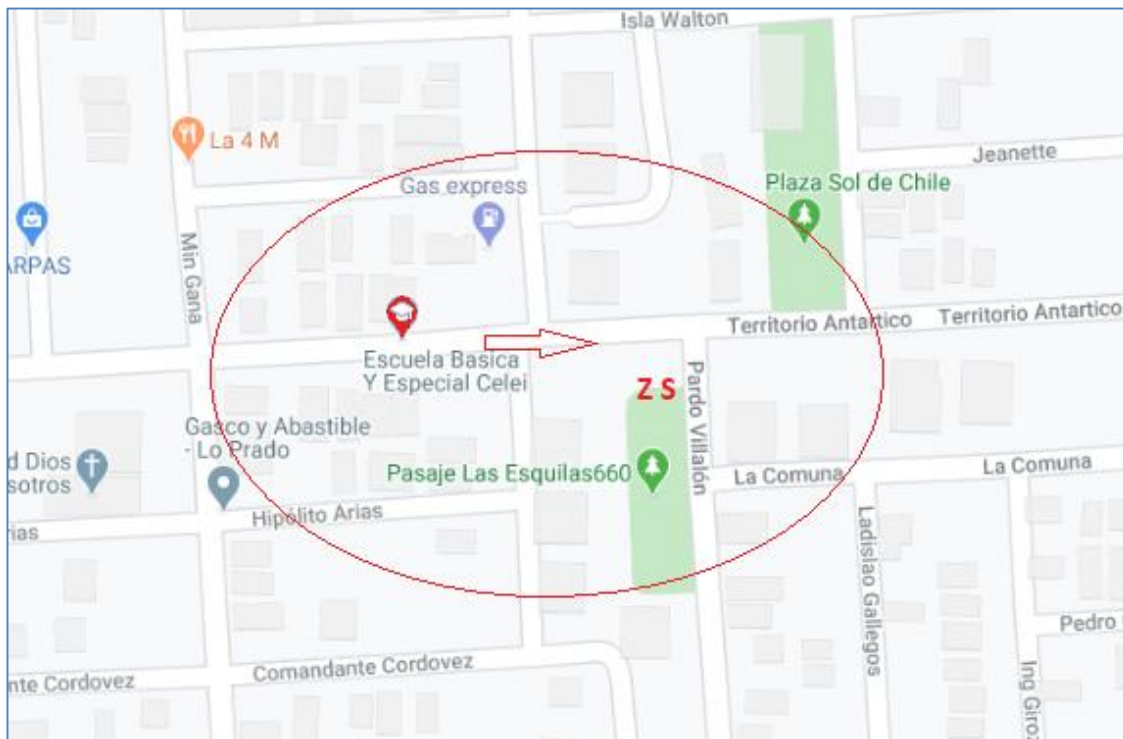 Isla Walton
La 4 M
Jeanette
Gas express
Plaza Sol de Chile
Min Gana
ARPAS
Territorio Antartico
Territorio Antartico
Escuela Basica
Y Especial Celei
Z S
Pardo Villalón
Gasco y Abastible
- Lo Prado
d Dios
osotros
Pasaje Las Esquilas660
La Comuna
La Comuna
Hipólito Arias
rias
Ladislao Gallegos
Pedro
Comandante Cordovez
nte Cordovez
Ing Giroz